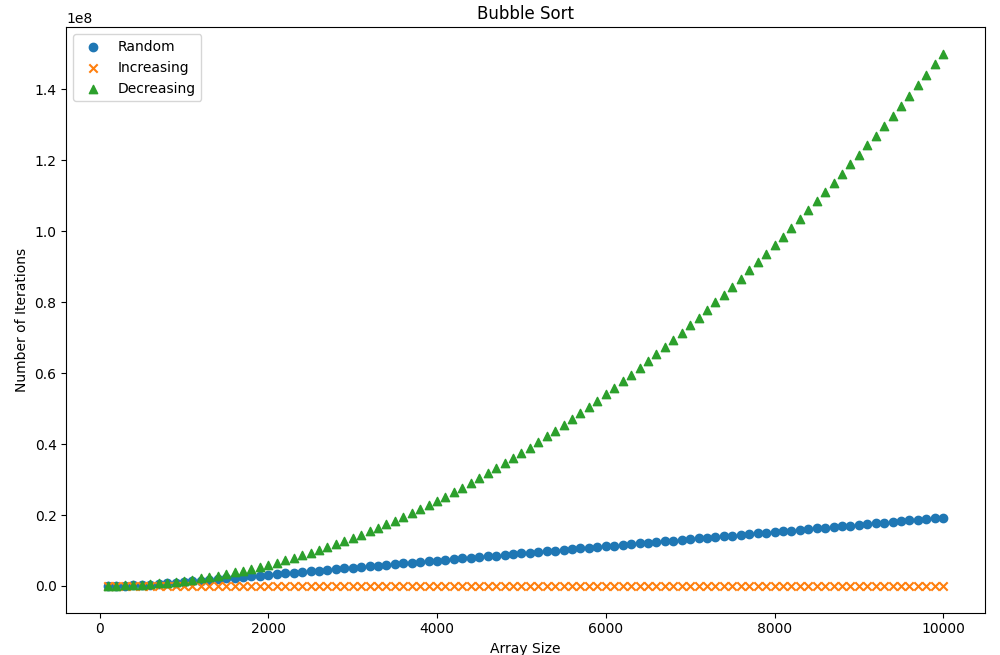 Bubble Sort
1e8
Random
Increasing
Decreasing
1.4
1.2
1.0
0.8
0.6
0.4
0.2
0.0
Number of Iterations
0 2000 4000 6000 8000 10000
Array Size